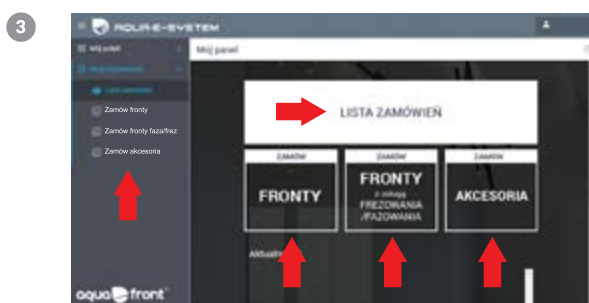 3
AQUA-E-SYSTEM
Mój pulpit
Mój panel
Lista zamówień
Zamów fronty
Zamów fronty faza/frez
Zamów akcesoria
LISTA ZAMÓWIEŃ
ZAMÓW
FRONTY
ZAMÓW
FRONTY
z usługą
FREZOWANIA
/FAZOWANIA
ZAMÓW
AKCESORIA
aqua front